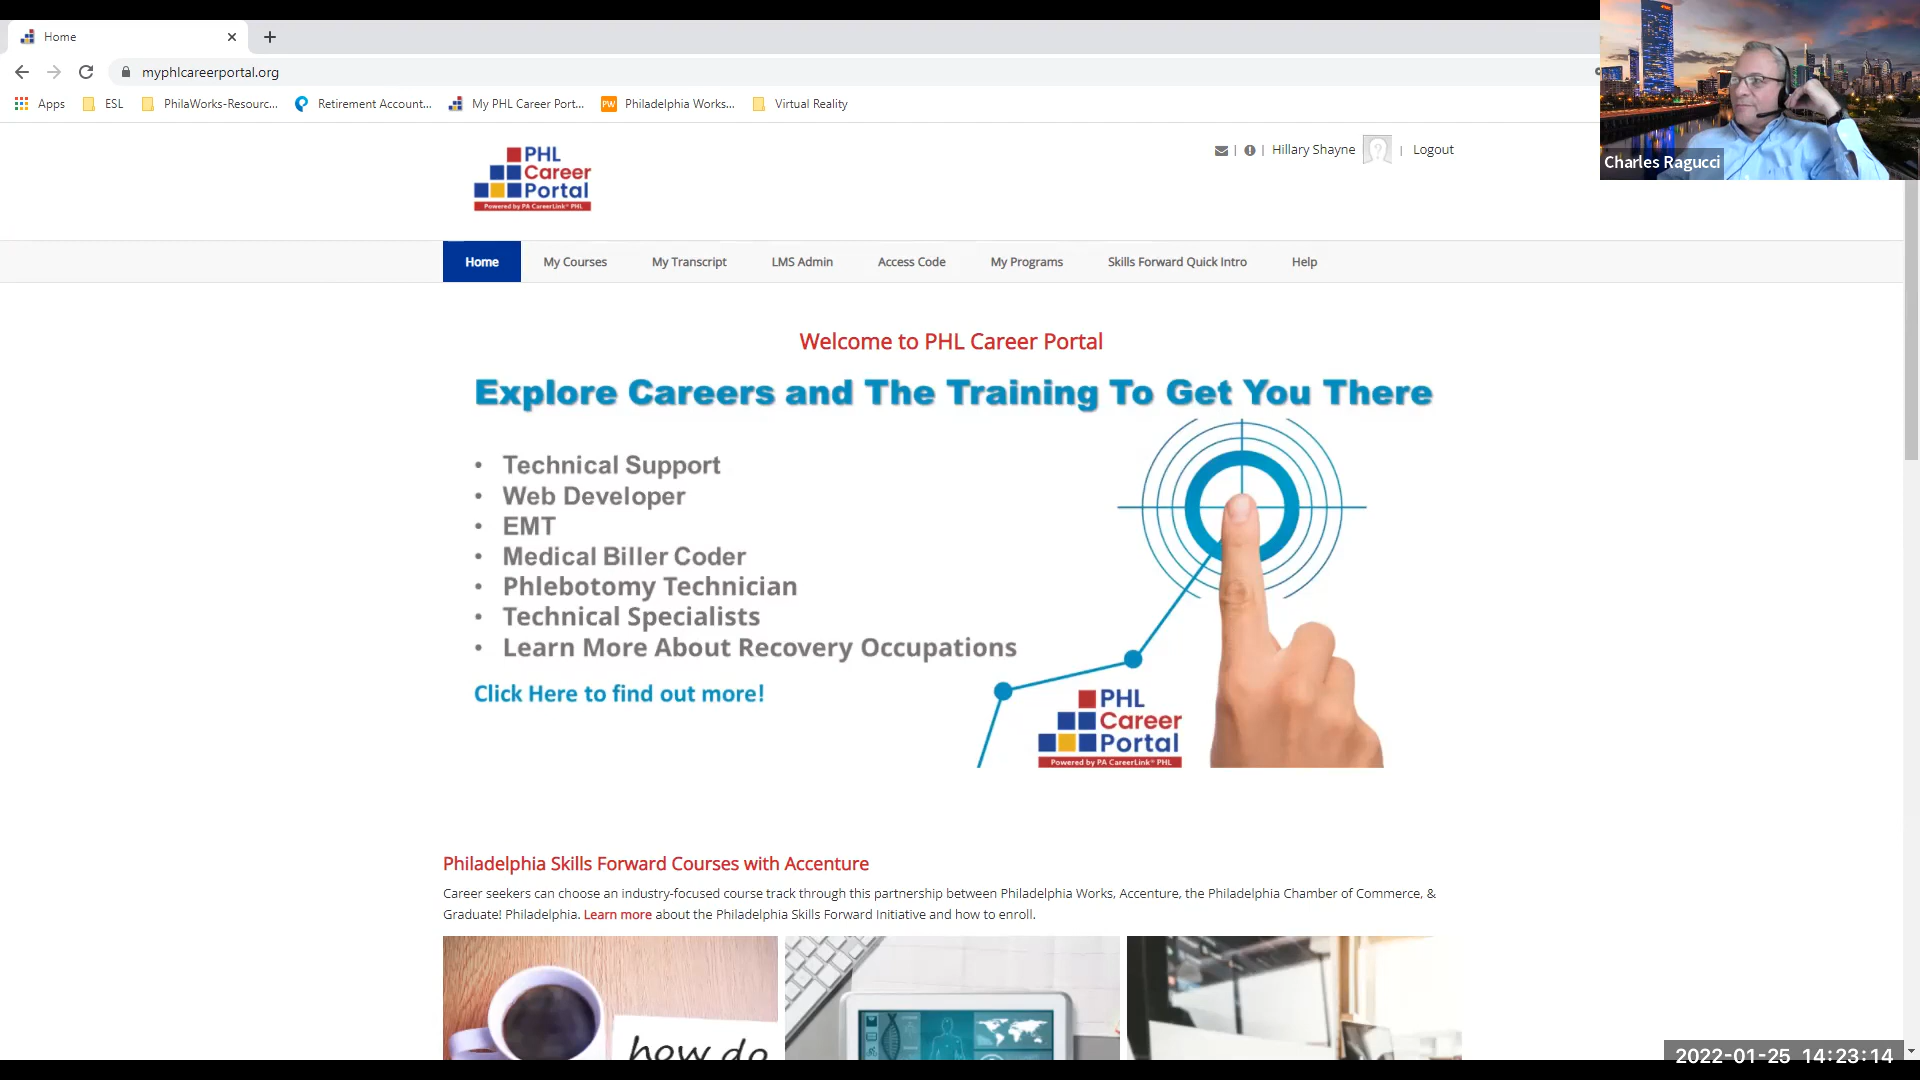 Home
myphlcareerportal.org
Apps
ESL
PhilaWorks-Resourc...
Retirement Account...
My PHL Career Port...
Philadelphia Works...
Virtual Reality
Charles Ragucci
PHL
Career
Portal
Powered by PA CareerLink® PHL
Hillary Shayne | Logout
Home
My Courses
My Transcript
LMS Admin
Access Code
My Programs
Skills Forward Quick Intro
Help
Welcome to PHL Career Portal
Explore Careers and The Training To Get You There
• Technical Support
• Web Developer
• EMT
• Medical Biller Coder
• Phlebotomy Technician
• Technical Specialists
• Learn More About Recovery Occupations
Click Here to find out more!
PHL
Career
Portal
Powered by PA CareerLink® PHL
Philadelphia Skills Forward Courses with Accenture
Career seekers can choose an industry-focused course track through this partnership between Philadelphia Works, Accenture, the Philadelphia Chamber of Commerce, &
Graduate! Philadelphia. Learn more about the Philadelphia Skills Forward Initiative and how to enroll.
how do
2022-01-25 14:23:14